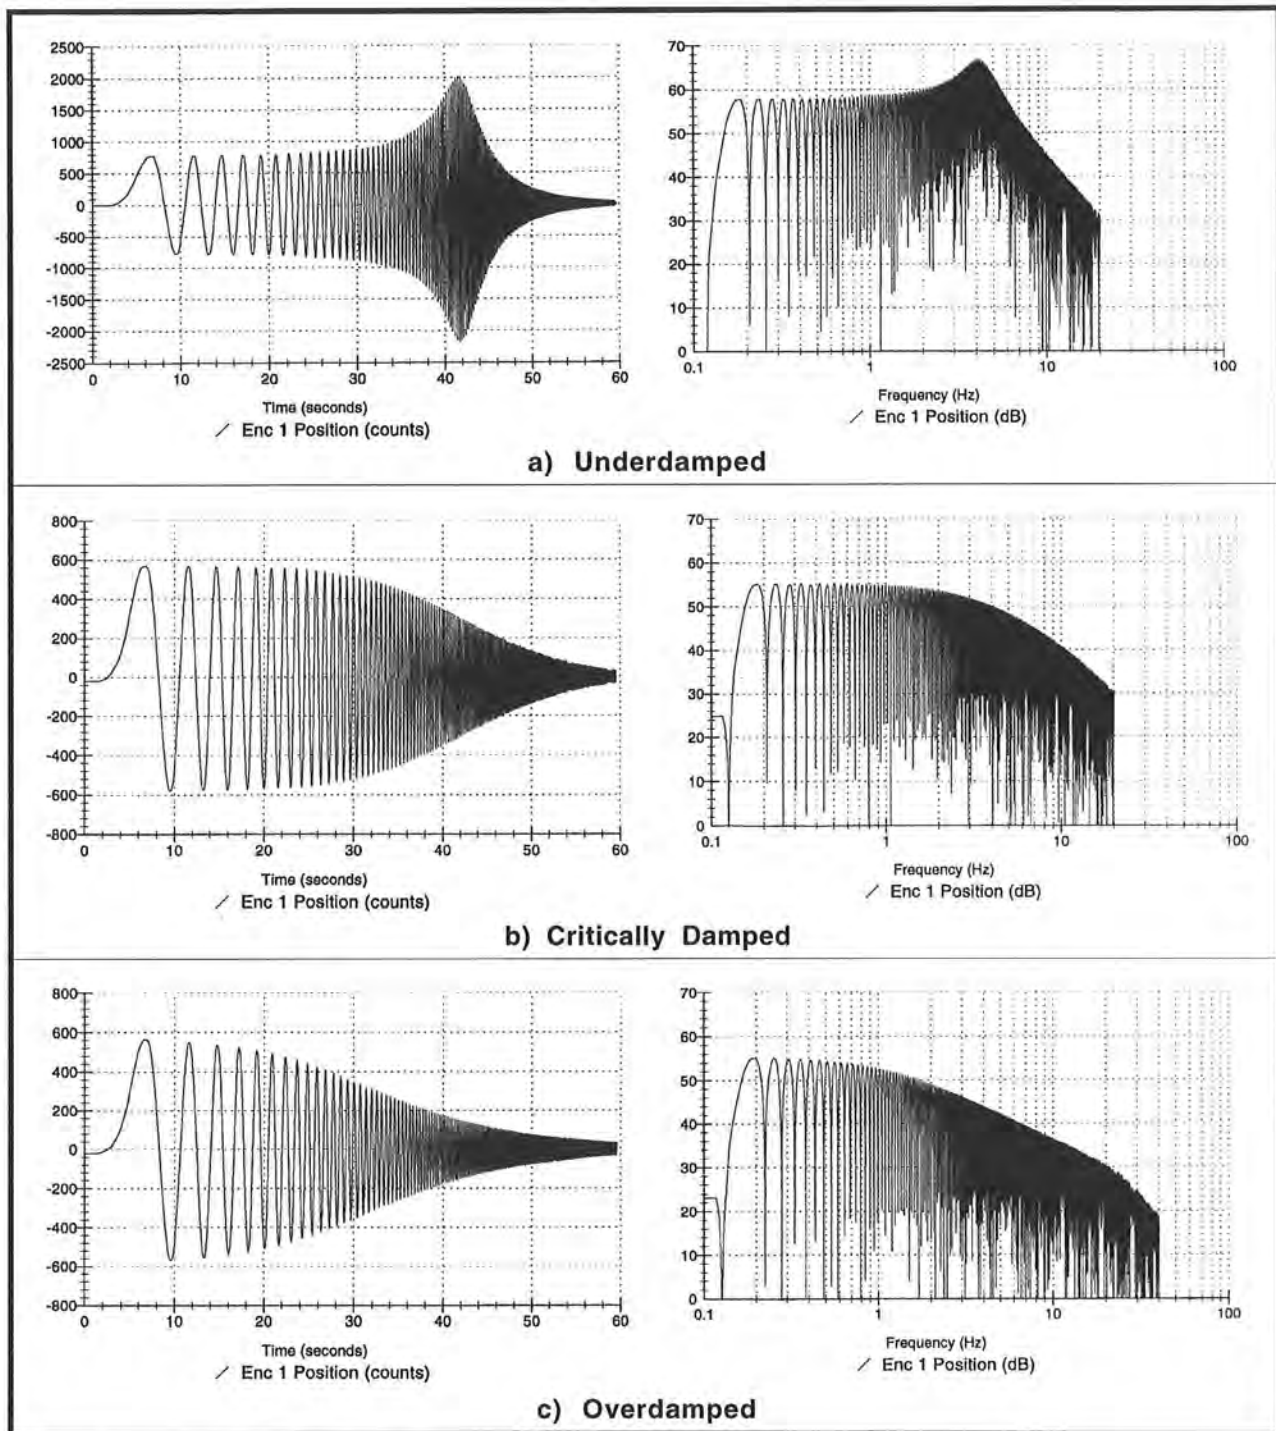 2500
2000
1500
1000
500
0
-500
-1000
-1500
-2000
-2500
0 10 20 30 40 50 60
Time (seconds)
Enc 1 Position (counts)
70
60
50
40
30
20
10
0
0.1 1 10 100
Frequency (Hz)
Enc 1 Position (dB)
a) Underdamped
800
600
400
200
0
-200
-400
-600
-800
0 10 20 30 40 50 60
Time (seconds)
Enc 1 Position (counts)
70
60
50
40
30
20
10
0
0.1 1 10 100
Frequency (Hz)
Enc 1 Position (dB)
b) Critically Damped
800
600
400
200
0
-200
-400
-600
-800
0 10 20 30 40 50 60
Time (seconds)
Enc 1 Position (counts)
70
60
50
40
30
20
10
0
0.1 1 10 100
Frequency (Hz)
Enc 1 Position (dB)
c) Overdamped